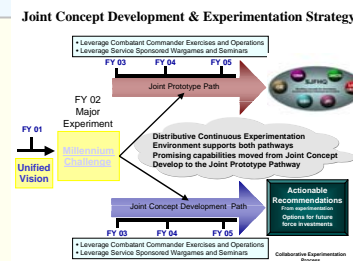 Joint Concept Development & Experimentation Strategy
• Leverage Combatant Commander Exercises and Operations
• Leverage Service Sponsored Wargames and Seminars
FY 03 FY 04 FY 05
SJFHQ
Joint Prototype Path
FY 02
Major
Experiment
FY 01
Millennium
Challenge
Unified
Vision
Distributive Continuous Experimentation
Environment supports both pathways
Promising capabilities moved from Joint Concept
Develop to the Joint Prototype Pathway
Actionable
Recommendations
From experimentation
Options for future
force investments
Joint Concept Development Path
FY 03 FY 04 FY 05
• Leverage Combatant Commander Exercises and Operations
• Leverage Service Sponsored Wargames and Seminars
Collaborative Experimentation
Process